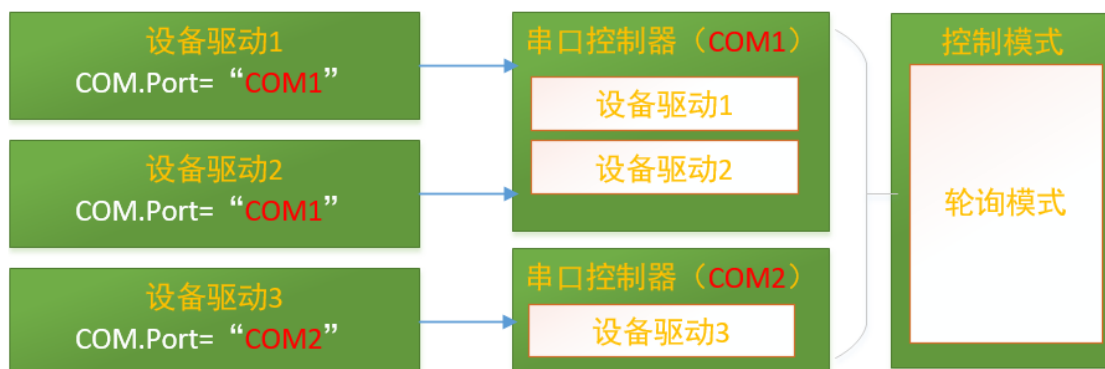 设备驱动1
COM.Port= “COM1”
设备驱动2
COM.Port= “COM1”
设备驱动3
COM.Port= “COM2”
串口控制器（COM1）
设备驱动1
设备驱动2
串口控制器（COM2）
设备驱动3
控制模式
轮询模式